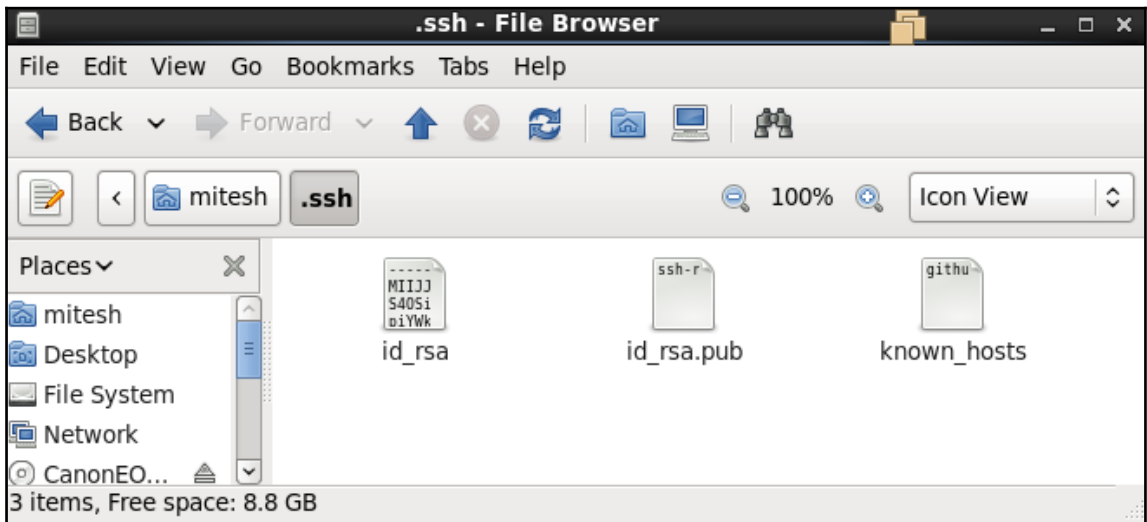 .ssh - File Browser
File Edit View Go Bookmarks Tabs Help
Back Forward
mitesh .ssh 100% Icon View
Places
mitesh
Desktop
File System
Network
CanonEO...
-----
MIIJJ
S4OSi
piYWk
id_rsa
ssh-r
id_rsa.pub
githu
known_hosts
3 items, Free space: 8.8 GB